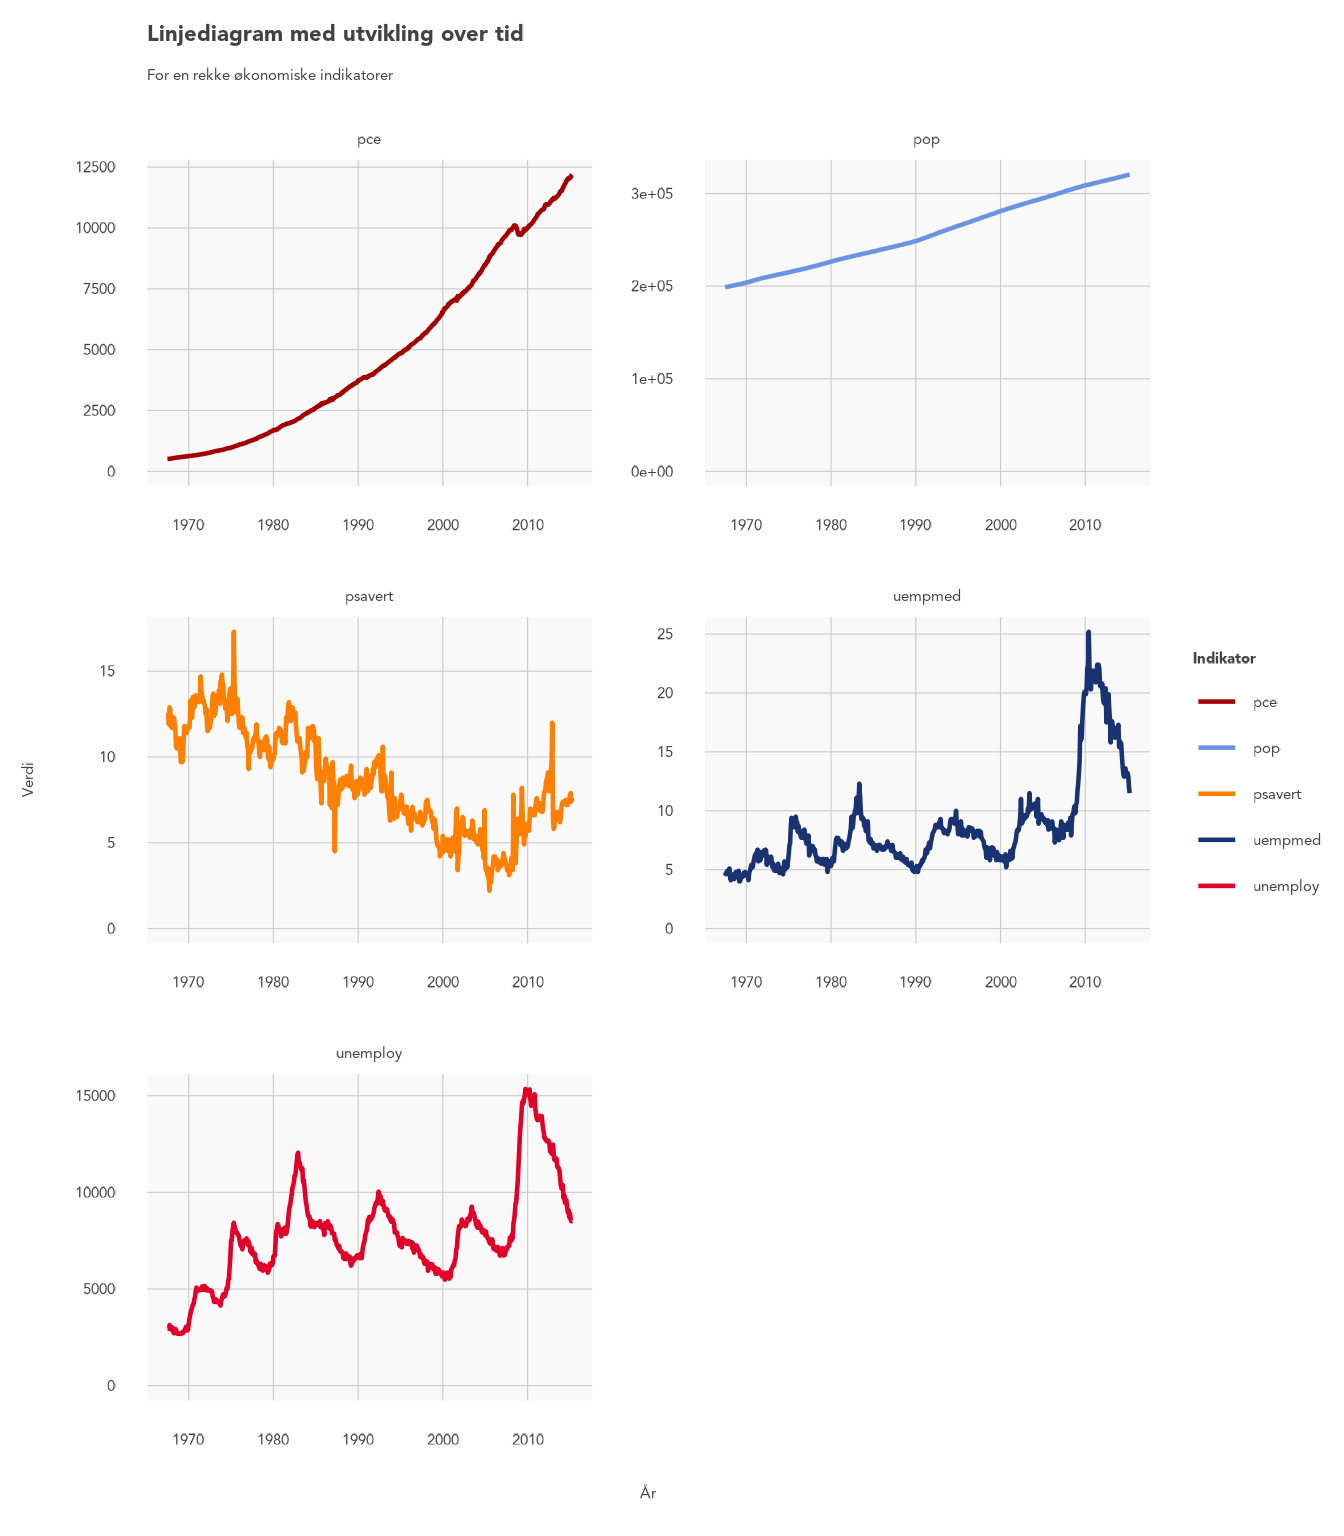 Linjediagram med utvikling over tid
For en rekke økonomiske indikatorer
pce
12500
10000
7500
5000
2500
0
1970 1980 1990 2000 2010
pop
3e+05
2e+05
1e+05
0e+00
1970 1980 1990 2000 2010
Verdi
psavert
15
10
5
0
1970 1980 1990 2000 2010
uempmed
25
20
15
10
5
0
1970 1980 1990 2000 2010
Indikator
pce
pop
psavert
uempmed
unemploy
unemploy
15000
10000
5000
0
1970 1980 1990 2000 2010
År